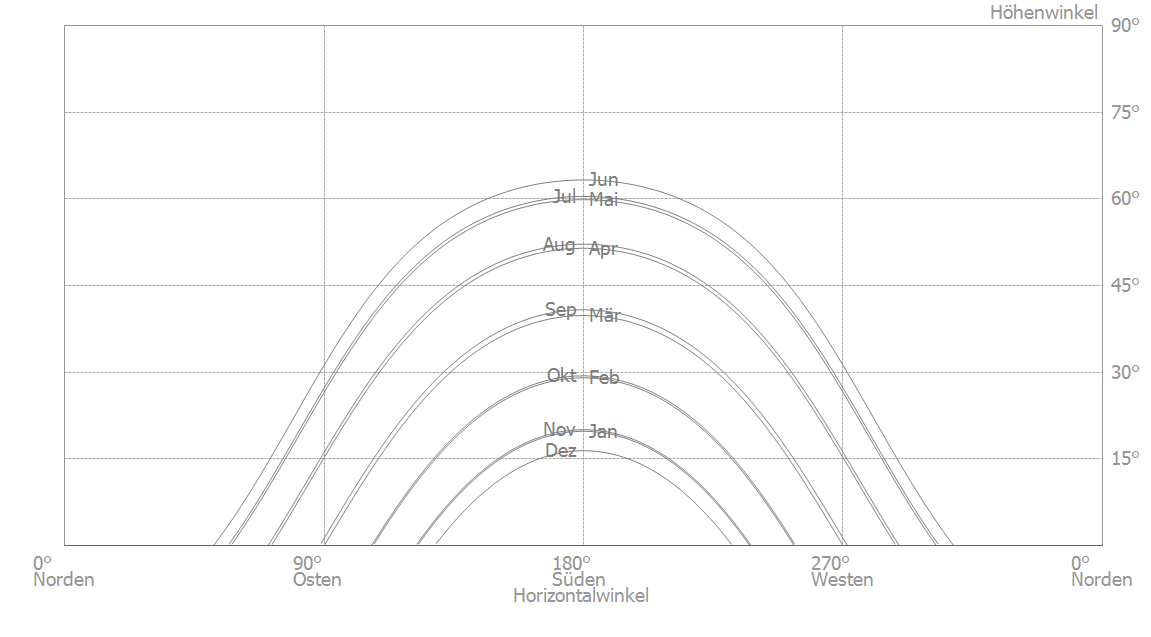 Höhenwinkel
90°
75°
Jun
Jul Mai
60°
Aug Apr
45°
Sep Mär
Okt Feb
30°
Nov Jan
Dez
15°
0° 90° 180° 270° 0°
Norden Osten Süden Westen Norden
Horizontalwinkel